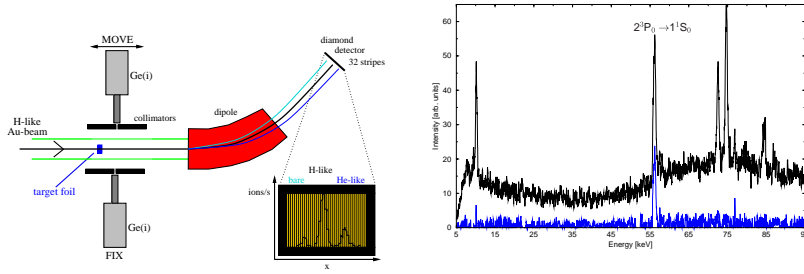 MOVE
Ge(i)
collimators
H-like
Au-beam
target foil
Ge(i)
FIX
dipole
diamond
detector
32 stripes
H-like
bare
He-like
ions/s
x
2³P₀→1¹S₀
Intensity [arb. units]
65
60
50
40
30
20
10
0
5
15
25
35
45
55
65
75
85
95
Energy [keV]